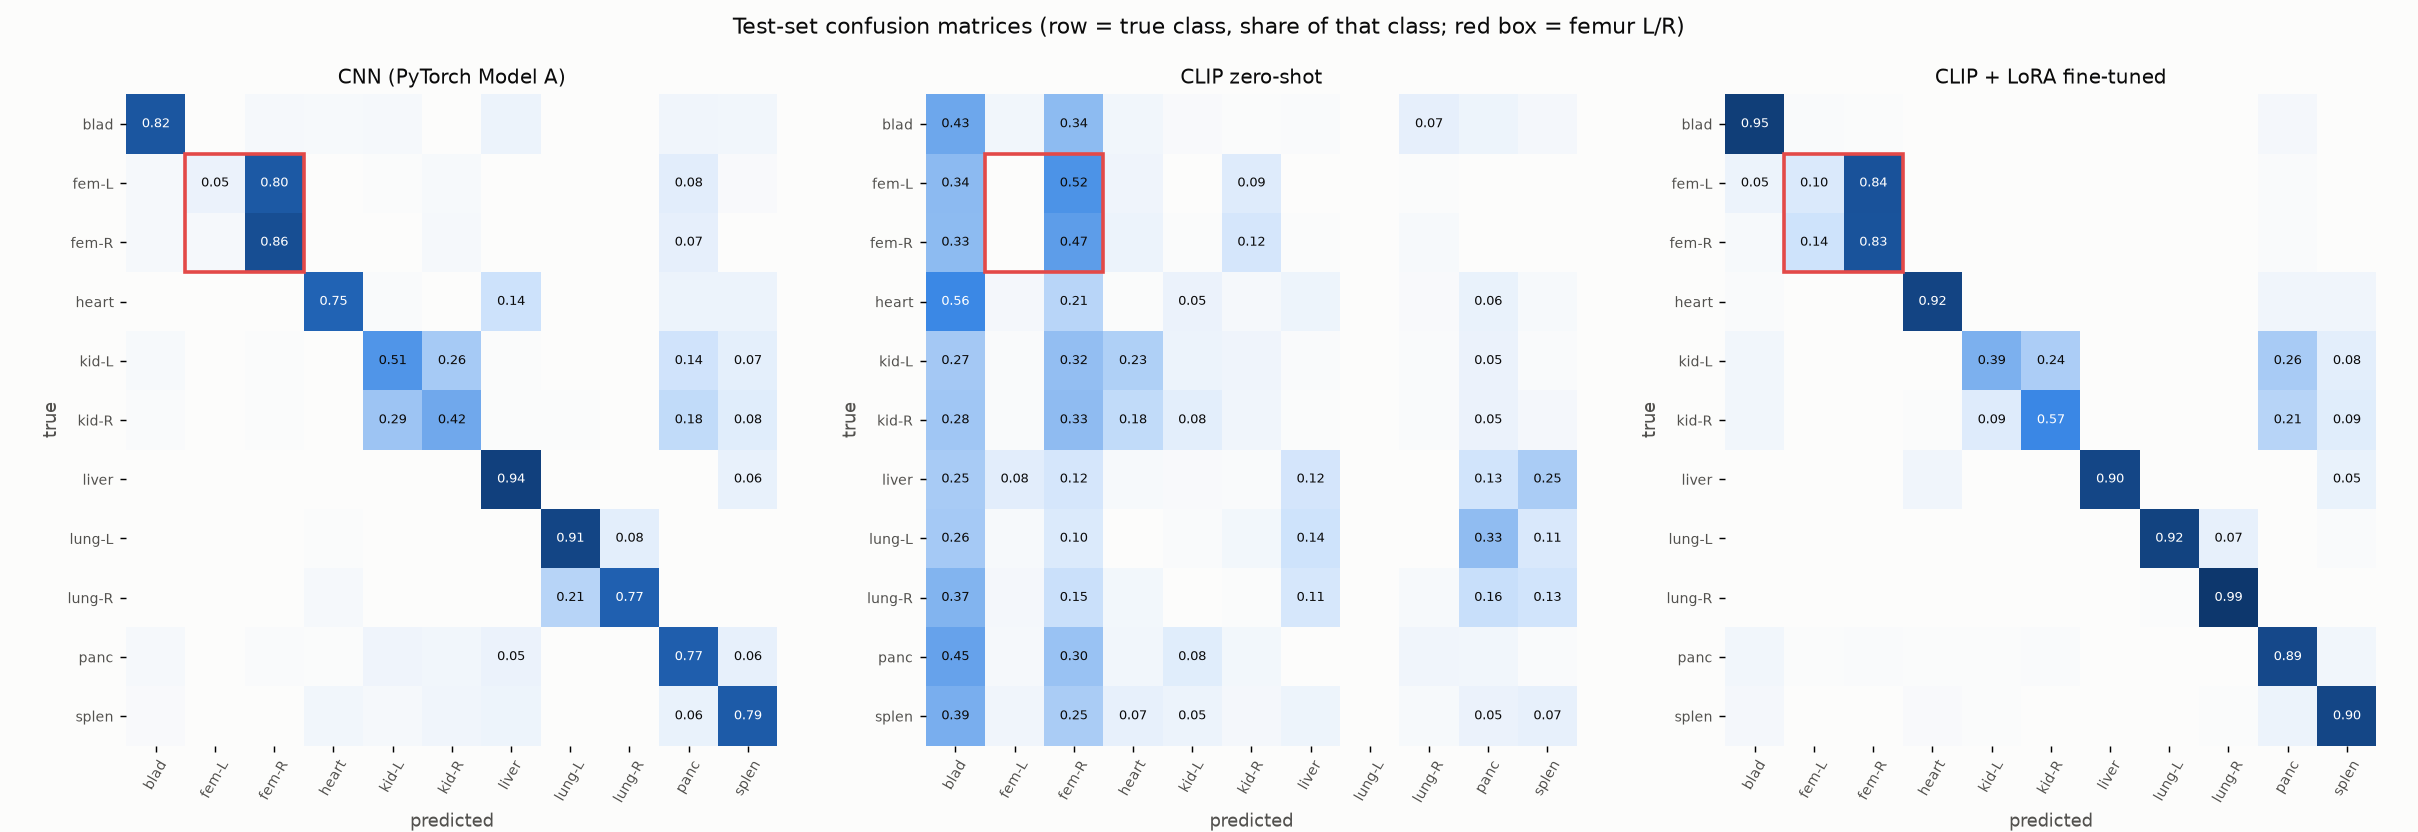 Test-set confusion matrices (row = true class, share of that class; red box = femur L/R)
CNN (PyTorch Model A)
blad 0.82
fem-L 0.05 0.80 0.08
fem-R 0.86 0.07
heart 0.75 0.14
kid-L 0.51 0.26 0.14 0.07
kid-R 0.29 0.42 0.18 0.08
liver 0.94 0.06
lung-L 0.91 0.08
lung-R 0.21 0.77
panc 0.05 0.77 0.06
splen 0.06 0.79
true
blad fem-L fem-R heart kid-L kid-R liver lung-L lung-R panc splen
predicted
CLIP zero-shot
blad 0.43 0.34 0.07
fem-L 0.34 0.52 0.09
fem-R 0.33 0.47 0.12
heart 0.56 0.21 0.05 0.06
kid-L 0.27 0.32 0.23 0.05
kid-R 0.28 0.33 0.18 0.08 0.05
liver 0.25 0.08 0.12 0.12 0.13 0.25
lung-L 0.26 0.10 0.14 0.33 0.11
lung-R 0.37 0.15 0.11 0.16 0.13
panc 0.45 0.30 0.08
splen 0.39 0.25 0.07 0.05 0.05 0.07
true
blad fem-L fem-R heart kid-L kid-R liver lung-L lung-R panc splen
predicted
CLIP + LoRA fine-tuned
blad 0.95
fem-L 0.05 0.10 0.84
fem-R 0.14 0.83
heart 0.92
kid-L 0.39 0.24 0.26 0.08
kid-R 0.09 0.57 0.21 0.09
liver 0.90 0.05
lung-L 0.92 0.07
lung-R 0.99
panc 0.89
splen 0.90
true
blad fem-L fem-R heart kid-L kid-R liver lung-L lung-R panc splen
predicted